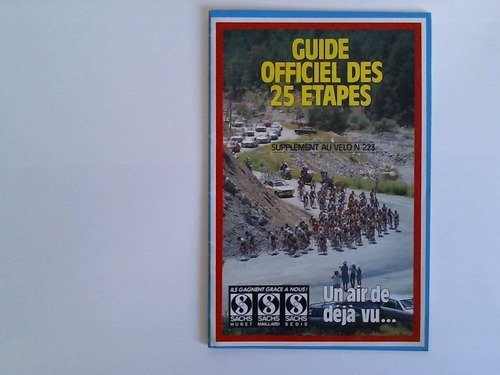 GUIDE
OFFICIEL DES
25 ETAPES
SUPPLEMENT AU VELO N 223
ILS GAGNENT GRACE A NOUS!
S S S
SACHS SACHS SACHS
HURET MAILLARD SEDIS
Un air de
déjà vu...